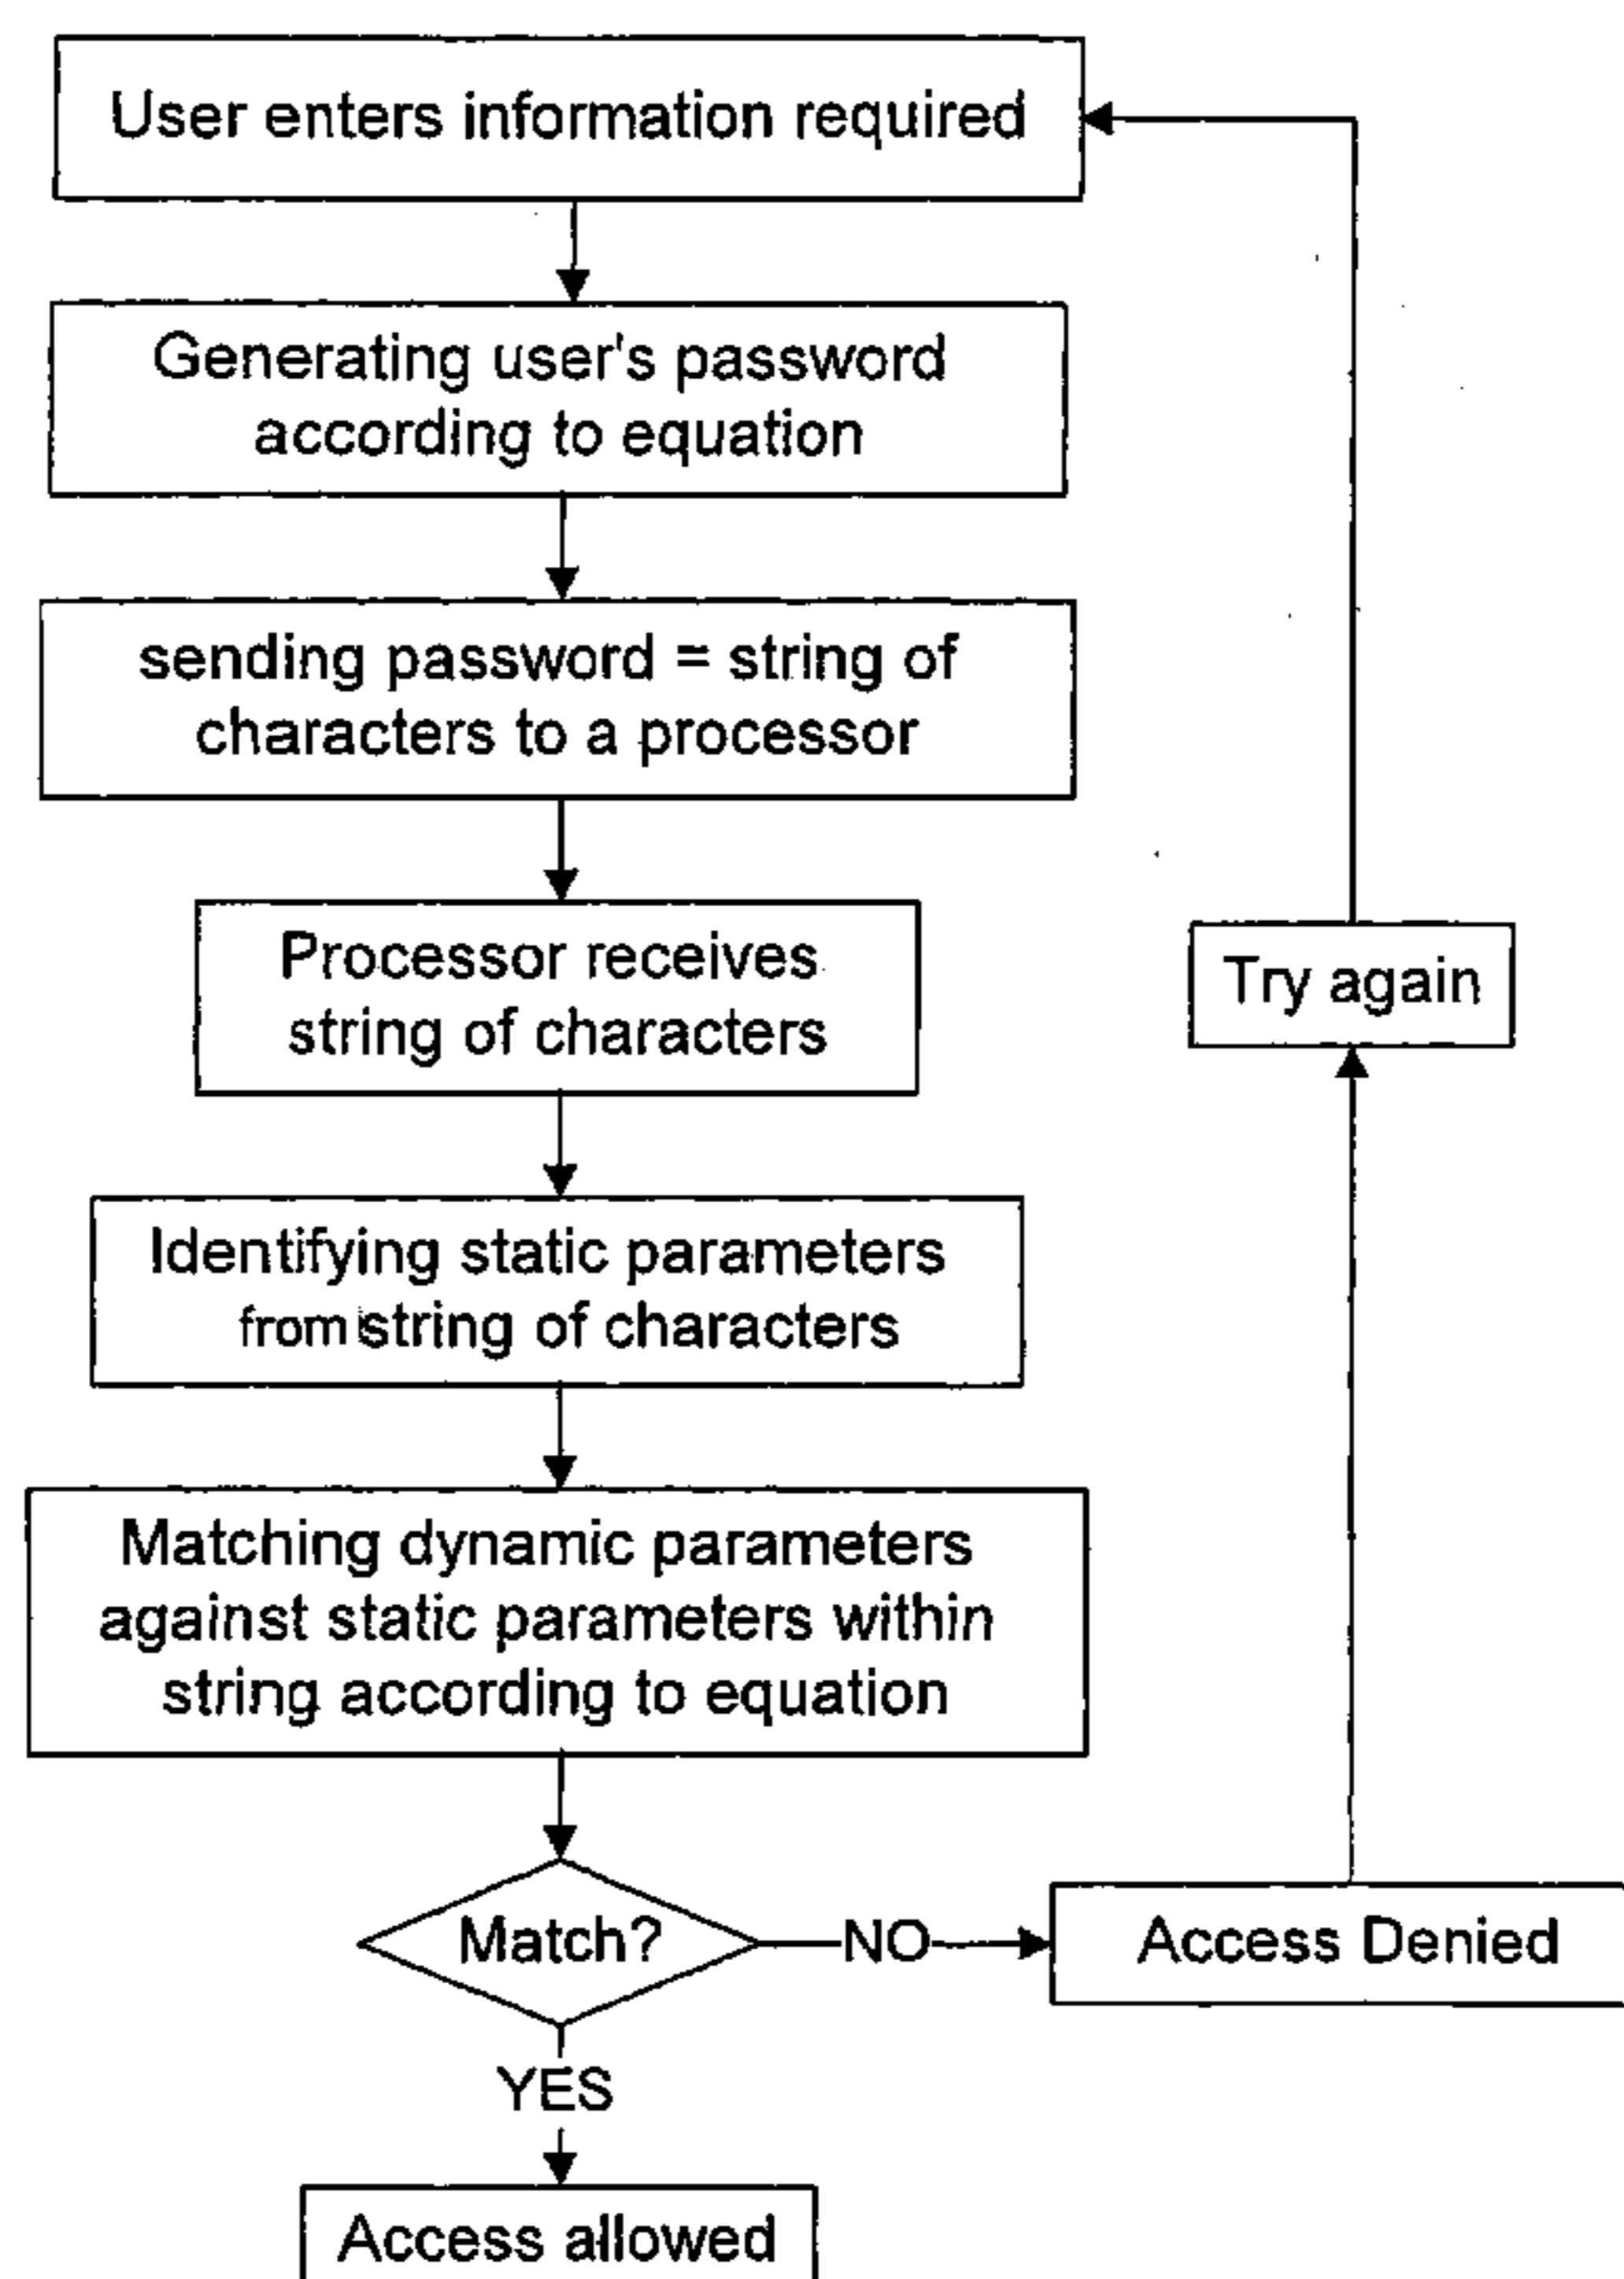 User enters information required
Generating user's password
according to equation
sending password = string of
characters to a processor
Processor receives
string of characters
Try again
Identifying static parameters
from string of characters
Matching dynamic parameters
against static parameters within
string according to equation
Match?
NO
Access Denied
YES
Access allowed